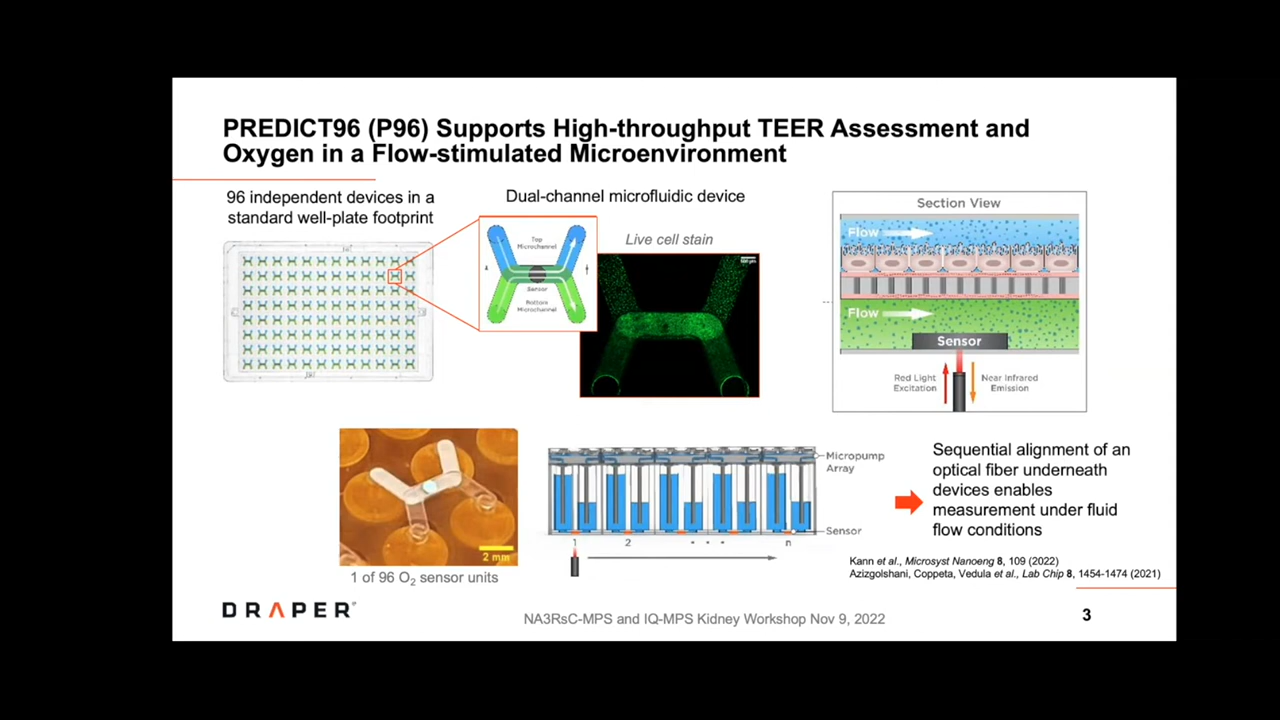 PREDICT96 (P96) Supports High-throughput TEER Assessment and
Oxygen in a Flow-stimulated Microenvironment
96 independent devices in a
standard well-plate footprint
Dual-channel microfluidic device
Top
Microchannel
Sensor
Bottom
Microchannel
Live cell stain
Section View
Flow
Flow
Sensor
Red Light
Excitation
Near Infrared
Emission
2 mm
1 of 96 O₂ sensor units
Micropump
Array
Sensor
1 2 • • • n
Sequential alignment of an
optical fiber underneath
devices enables
measurement under fluid
flow conditions
Kann et al., Microsyst Nanoeng 8, 109 (2022)
Azizgolshani, Coppeta, Vedula et al., Lab Chip 8, 1454-1474 (2021)
DRAPER
NA3RsC-MPS and IQ-MPS Kidney Workshop Nov 9, 2022
3